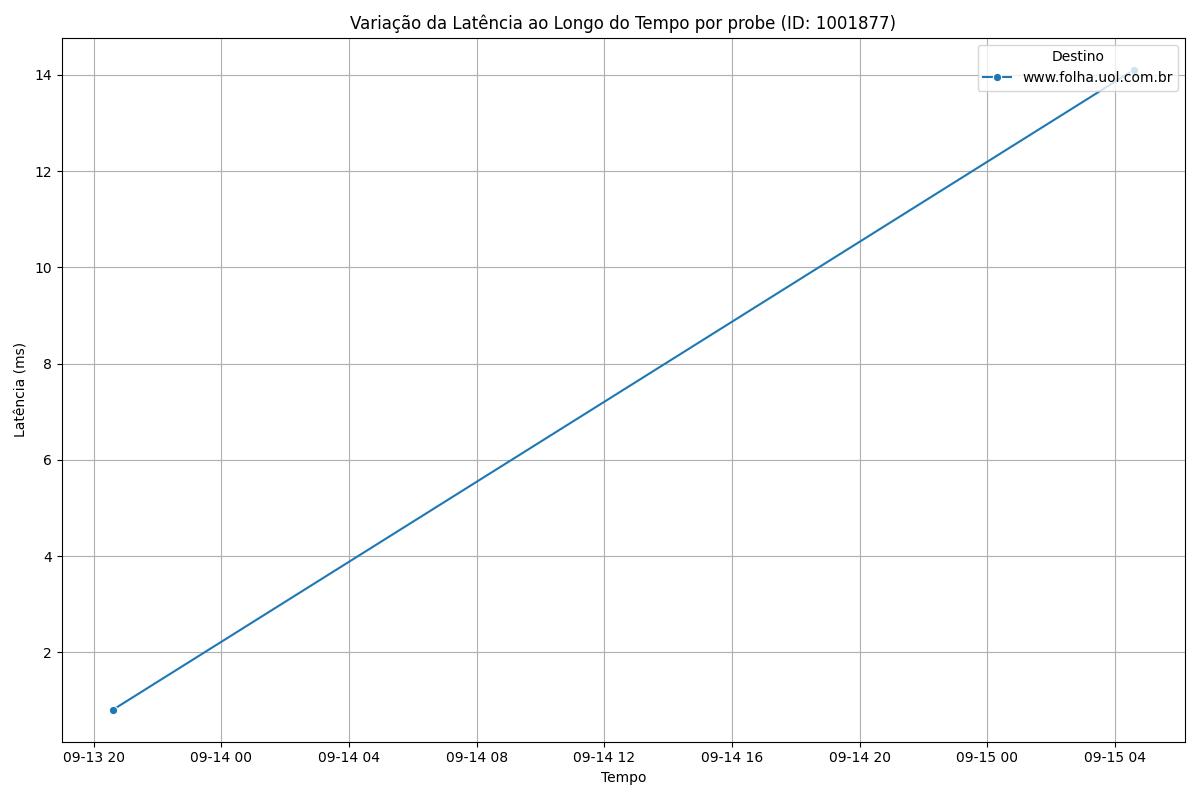 Variação da Latência ao Longo do Tempo por probe (ID: 1001877)
Destino
www.folha.uol.com.br
Latência (ms)
14
12
10
8
6
4
2
09-13 20 09-14 00 09-14 04 09-14 08 09-14 12 09-14 16 09-14 20 09-15 00 09-15 04
Tempo